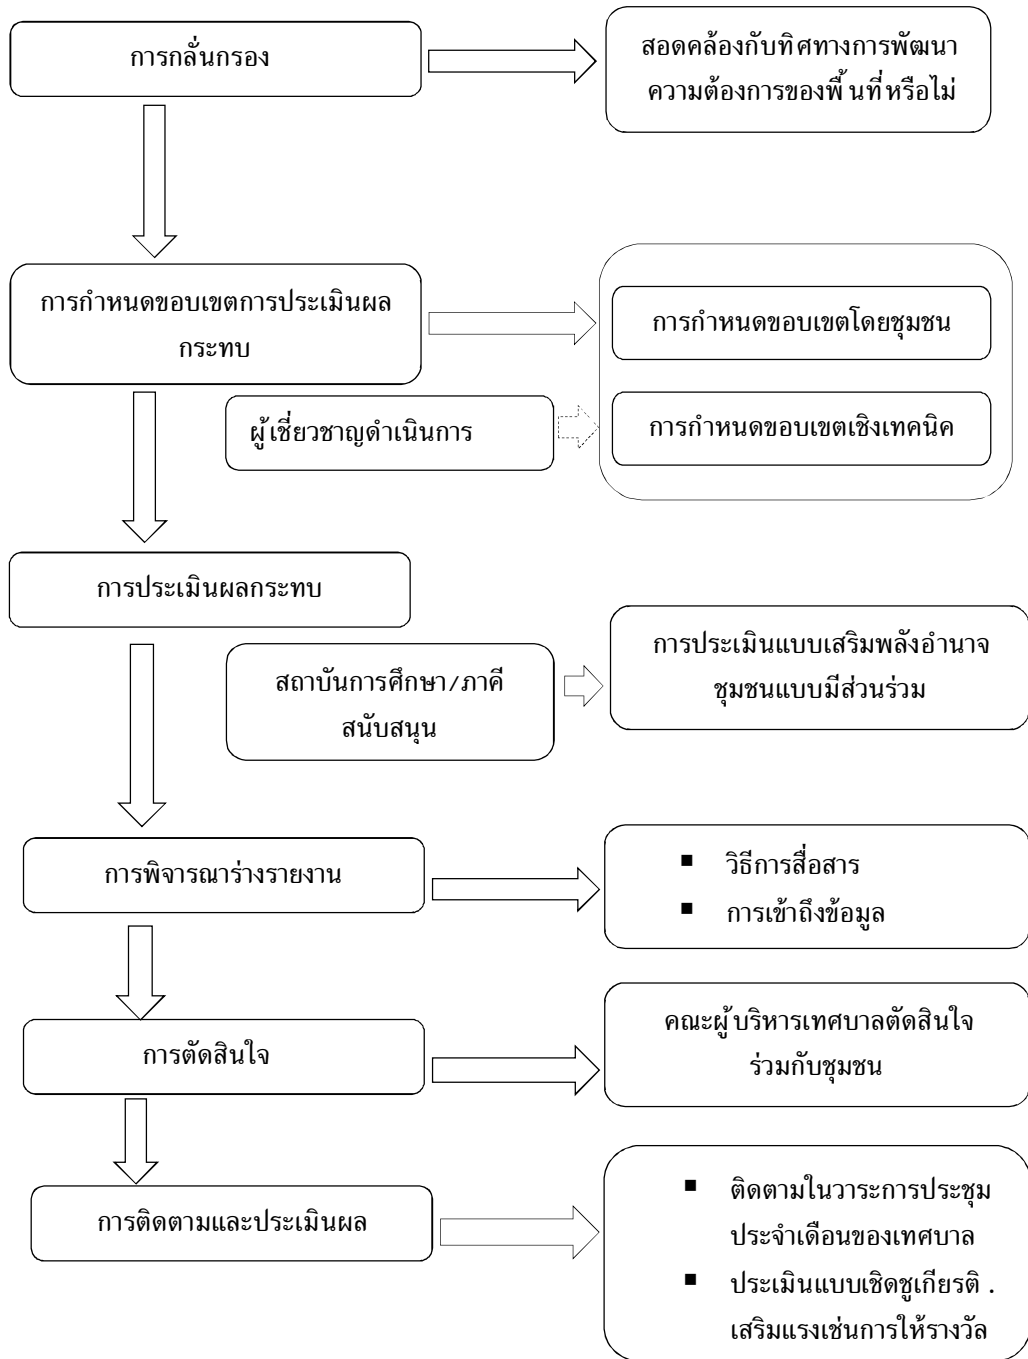 การกลั่นกรอง
สอดคล้องกับทิศทางการพัฒนา
ความต้องการของพื้นที่หรือไม่
การกำหนดขอบเขตการประเมินผล
กระทบ
การกำหนดขอบเขตโดยชุมชน
ผู้เชี่ยวชาญดำเนินการ
การกำหนดขอบเขตเชิงเทคนิค
การประเมินผลกระทบ
สถาบันการศึกษา/ภาคี
สนับสนุน
การประเมินแบบเสริมพลังอำนาจ
ชุมชนแบบมีส่วนร่วม
การพิจารณาร่างรายงาน
▪ วิธีการสื่อสาร
▪ การเข้าถึงข้อมูล
การตัดสินใจ
คณะผู้บริหารเทศบาลตัดสินใจ
ร่วมกับชุมชน
การติดตามและประเมินผล
▪ ติดตามในวาระการประชุม
ประจำเดือนของเทศบาล
▪ ประเมินแบบเชิดชูเกียรติ .
เสริมแรงเช่นการให้รางวัล